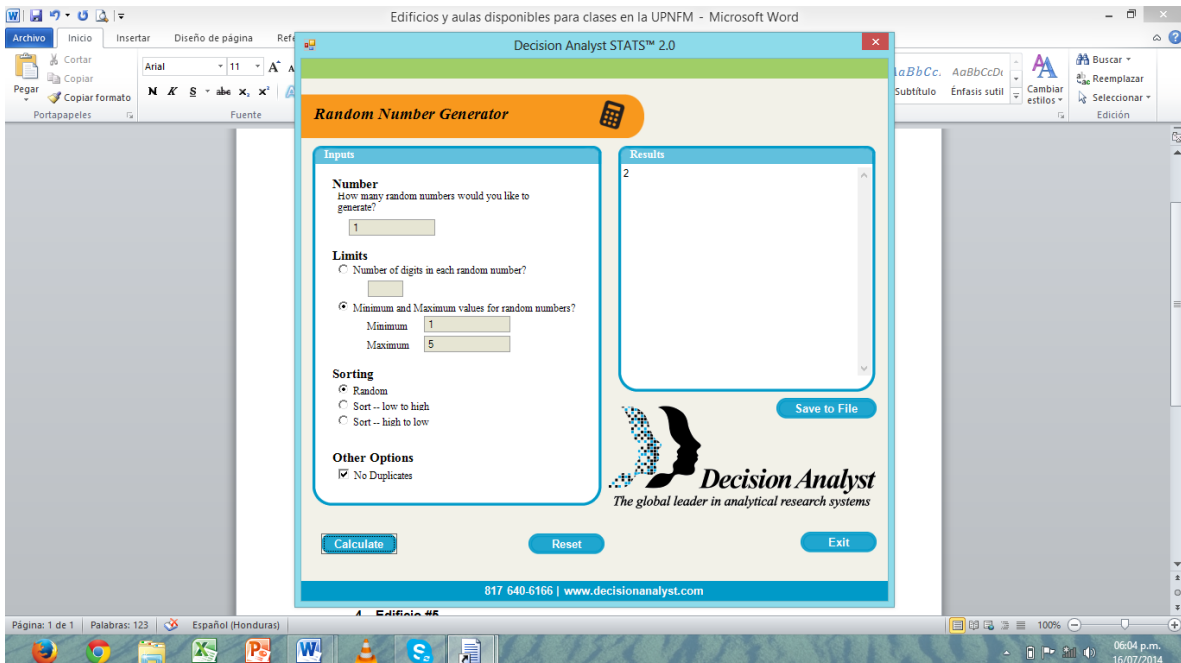 Edificios y aulas disponibles para clases en la UPNFM - Microsoft Word
Archivo Inicio Insertar Diseño de página
Pegar
Cortar
Copiar
Copiar formato
Portapapeles
Arial 11
N K S abc x₂ x²
Fuente
AaBbCcDc
Subtítulo Énfasis sutil
Cambiar estilos
Buscar
Reemplazar
Seleccionar
Edición
Decision Analyst STATS™ 2.0
Random Number Generator
Inputs
Number
How many random numbers would you like to
generate?
1
Limits
Number of digits in each random number?
Minimum and Maximum values for random numbers?
Minimum 1
Maximum 5
Sorting
Random
Sort -- low to high
Sort -- high to low
Other Options
No Duplicates
Results
2
Save to File
Decision Analyst
The global leader in analytical research systems
Calculate Reset Exit
817 640-6166 | www.decisionanalyst.com
Página: 1 de 1 Palabras: 123 Español (Honduras) 100%
06:04 p.m.
16/07/2014